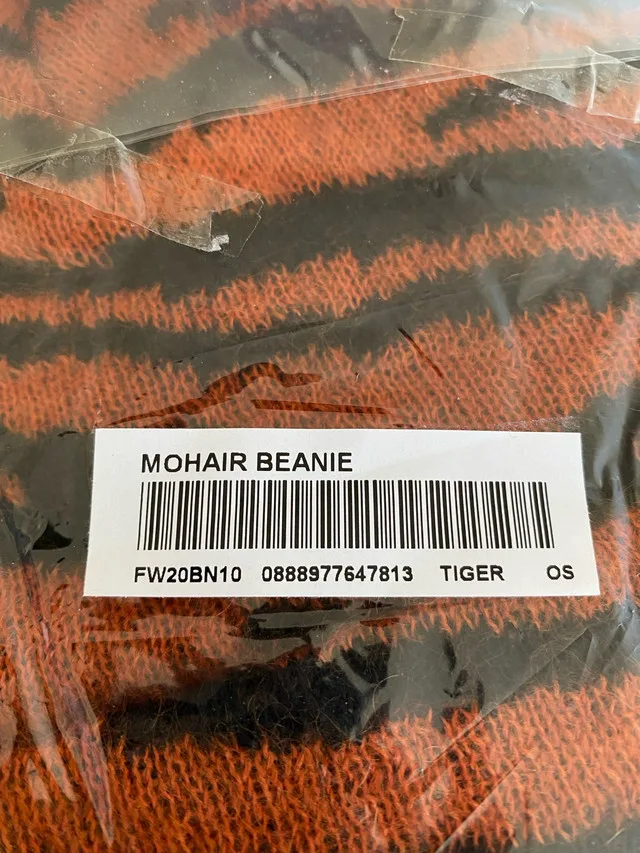 MOHAIR BEANIE
FW20BN10 0888977647813 TIGER OS